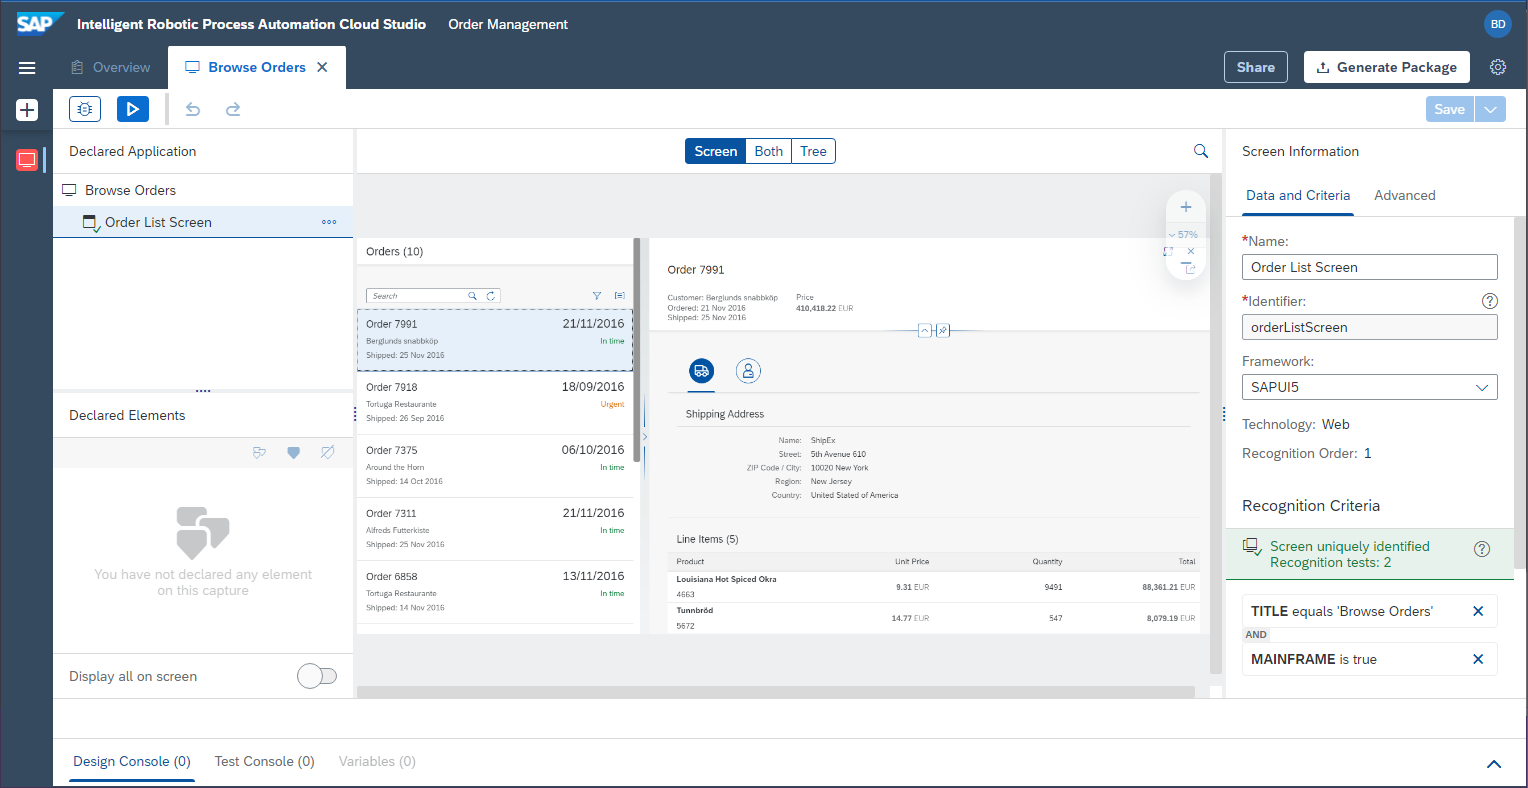 SAP Intelligent Robotic Process Automation Cloud Studio Order Management BD
Overview Browse Orders Share Generate Package
Save
Declared Application
Browse Orders
Order List Screen
Declared Elements
You have not declared any element
on this capture
Display all on screen
Screen Both Tree
57%
Orders (10)
Search
Order 7991 21/11/2016
Berglunds snabbköp In time
Shipped: 25 Nov 2016
Order 7918 18/09/2016
Tortuga Restaurante Urgent
Shipped: 26 Sep 2016
Order 7375 06/10/2016
Around the Horn In time
Shipped: 14 Oct 2016
Order 7311 21/11/2016
Alfreds Futterkiste In time
Shipped: 25 Nov 2016
Order 6858 13/11/2016
Tortuga Restaurante In time
Shipped: 14 Nov 2016
Order 7991
Customer: Berglunds snabbköp Price
Ordered: 21 Nov 2016 410,418.22 EUR
Shipped: 25 Nov 2016
Shipping Address
Name: ShipEx
Street: 5th Avenue 610
ZIP Code / City: 10020 New York
Region: New Jersey
Country: United Stated of America
Line Items (5)
Product Unit Price Quantity Total
Louisiana Hot Spiced Okra
4663 9.31 EUR 9491 88,361.21 EUR
Tunnbröd
5672 14.77 EUR 547 8,079.19 EUR
Screen Information
Data and Criteria Advanced
*Name:
Order List Screen
*Identifier:
orderListScreen
Framework:
SAPUI5
Technology: Web
Recognition Order: 1
Recognition Criteria
Screen uniquely identified
Recognition tests: 2
TITLE equals 'Browse Orders'
AND
MAINFRAME is true
Design Console (0) Test Console (0) Variables (0)